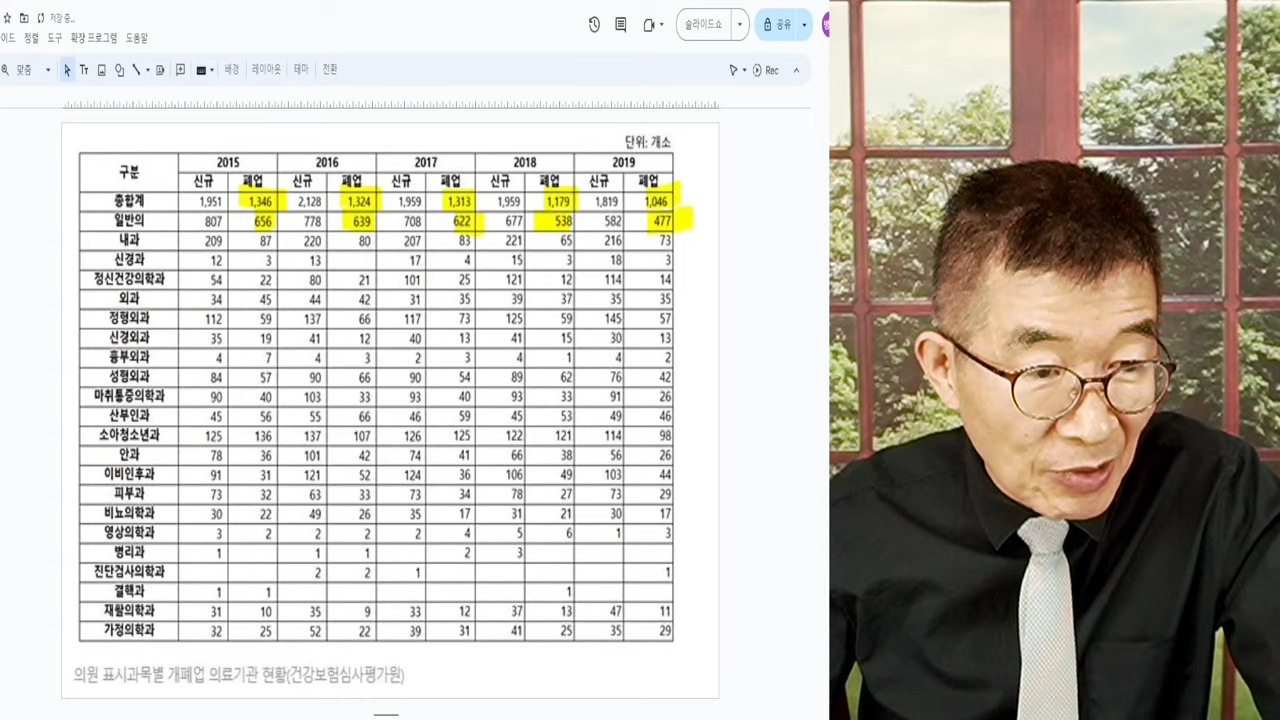 저장 중...
이드 정렬 도구 확장 프로그램 도움말
슬라이드쇼 공유
맞춤 배경 레이아웃 테마 전환 Rec
단위: 개소
구분 2015 2016 2017 2018 2019
신규 폐업 신규 폐업 신규 폐업 신규 폐업 신규 폐업
총합계 1,951 1,346 2,128 1,324 1,959 1,313 1,959 1,179 1,819 1,046
일반의 807 656 778 639 708 622 677 538 582 477
내과 209 87 220 80 207 83 221 65 216 73
신경과 12 3 13 17 4 15 3 18 3
정신건강의학과 54 22 80 21 101 25 121 12 114 14
외과 34 45 44 42 31 35 39 37 35 35
정형외과 112 59 137 66 117 73 125 59 145 57
신경외과 35 19 41 12 40 13 41 15 30 13
흉부외과 4 7 4 3 2 3 4 1 4 2
성형외과 84 57 90 66 90 54 89 62 76 42
마취통증의학과 90 40 103 33 93 40 93 33 91 26
산부인과 45 56 55 66 46 59 45 53 49 46
소아청소년과 125 136 137 107 126 125 122 121 114 98
안과 78 36 101 42 74 41 66 38 56 26
이비인후과 91 31 121 52 124 36 106 49 103 44
피부과 73 32 63 33 73 34 78 27 73 29
비뇨의학과 30 22 49 26 35 17 31 21 30 17
영상의학과 3 2 2 2 2 4 5 6 1 3
병리과 1 1 1 2 3
진단검사의학과 2 2 1 1
결핵과 1 1 1
재활의학과 31 10 35 9 33 12 37 13 47 11
가정의학과 32 25 52 22 39 31 41 25 35 29
의원 표시과목별 개폐업 의료기관 현황(건강보험심사평가원)